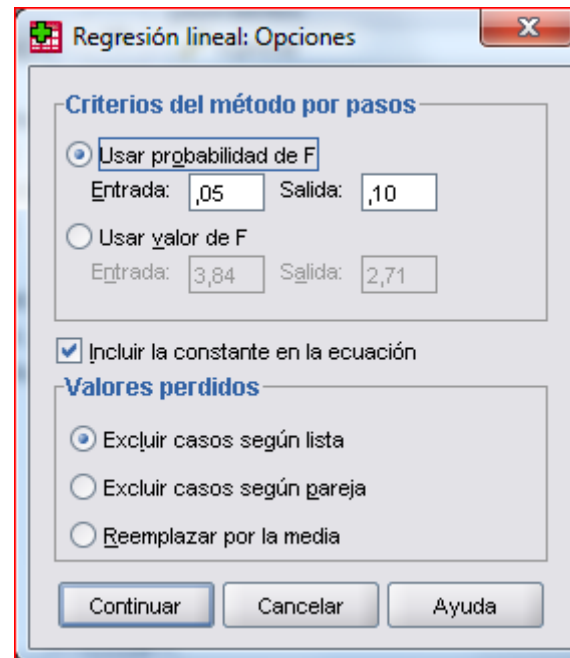 Regresión lineal: Opciones
Criterios del método por pasos
Usar probabilidad de F
Entrada: ,05 Salida: ,10
Usar valor de F
Entrada: 3,84 Salida: 2,71
Incluir la constante en la ecuación
Valores perdidos
Excluir casos según lista
Excluir casos según pareja
Reemplazar por la media
Continuar Cancelar Ayuda